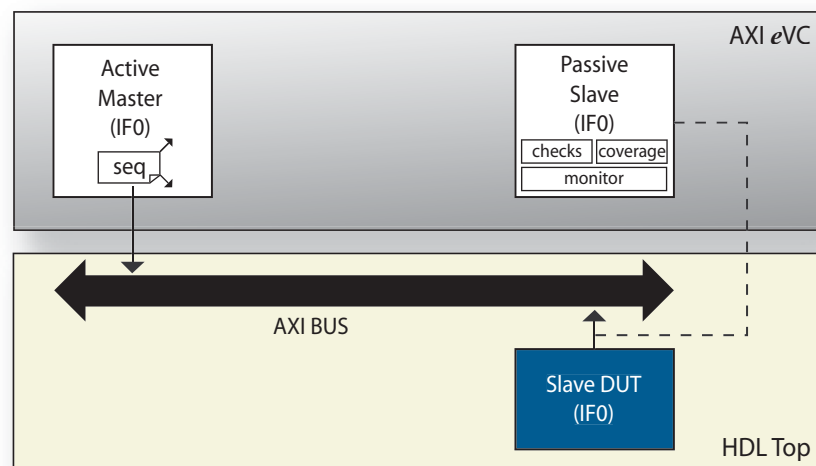 AXI eVC
Active
Master
(IF0)
seq
Passive
Slave
(IF0)
checks
coverage
monitor
AXI BUS
Slave DUT
(IF0)
HDL Top